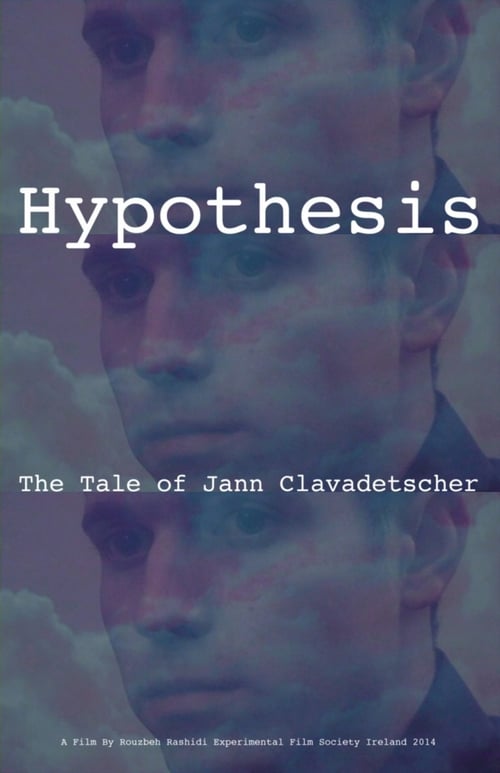 Hypothesis
The Tale of Jann Clavadetscher
A Film By Rouzbeh Rashidi Experimental Film Society Ireland 2014